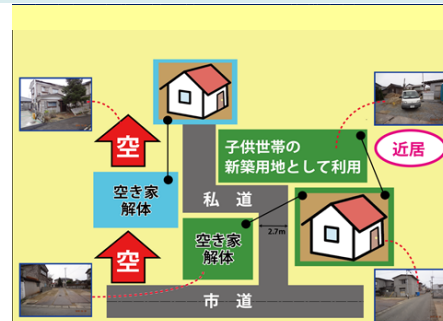 空
子供世帯の
新築用地として利用
近居
空き家
解体
私 道
空き家
解体
2.7m
空
市 道